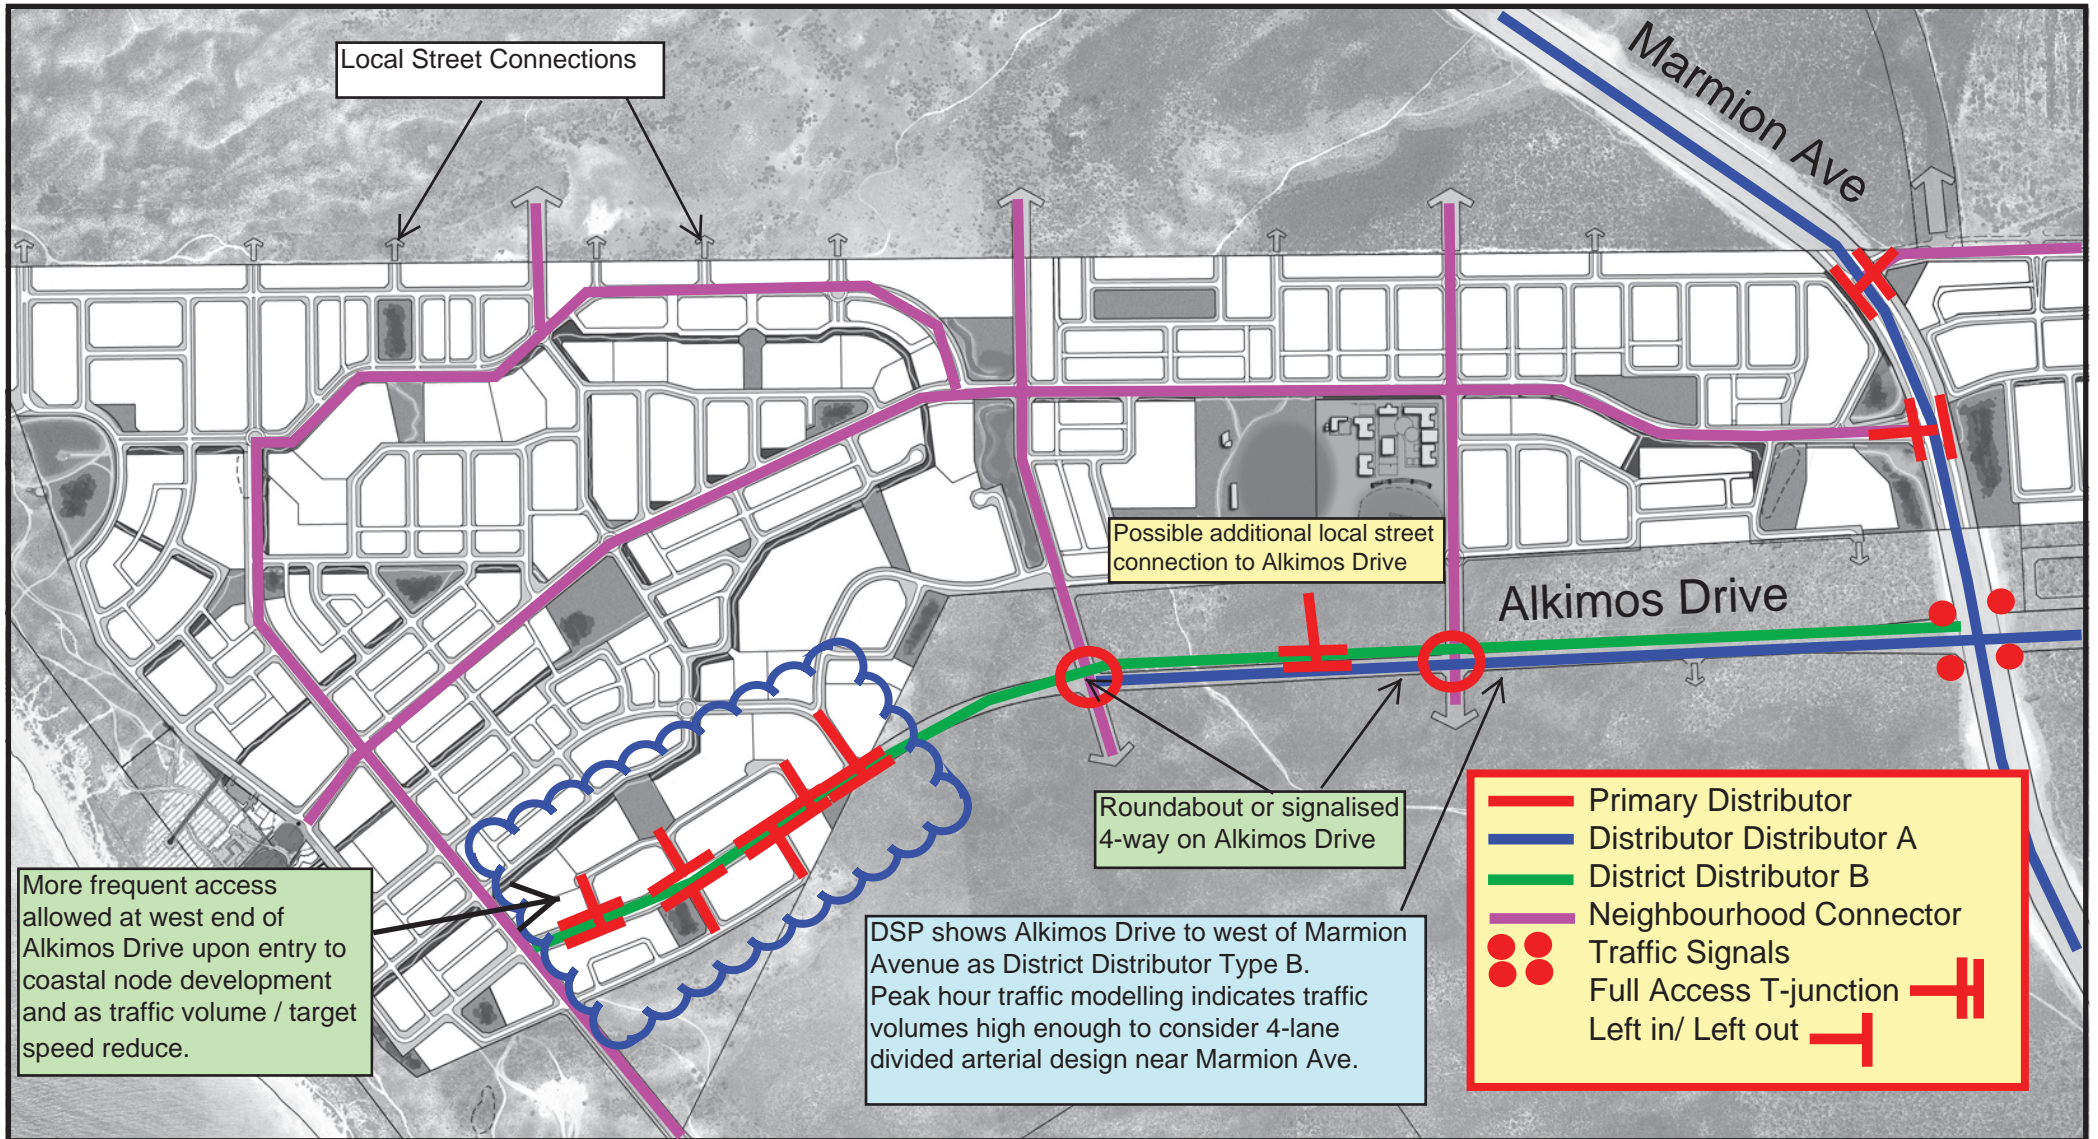 Local Street Connections
Marmion Ave
Possible additional local street
connection to Alkimos Drive
Alkimos Drive
Roundabout or signalised
4-way on Alkimos Drive
More frequent access
allowed at west end of
Alkimos Drive upon entry to
coastal node development
and as traffic volume / target
speed reduce.
DSP shows Alkimos Drive to west of Marmion
Avenue as District Distributor Type B.
Peak hour traffic modelling indicates traffic
volumes high enough to consider 4-lane
divided arterial design near Marmion Ave.
Primary Distributor
Distributor Distributor A
District Distributor B
Neighbourhood Connector
Traffic Signals
Full Access T-junction
Left in/ Left out